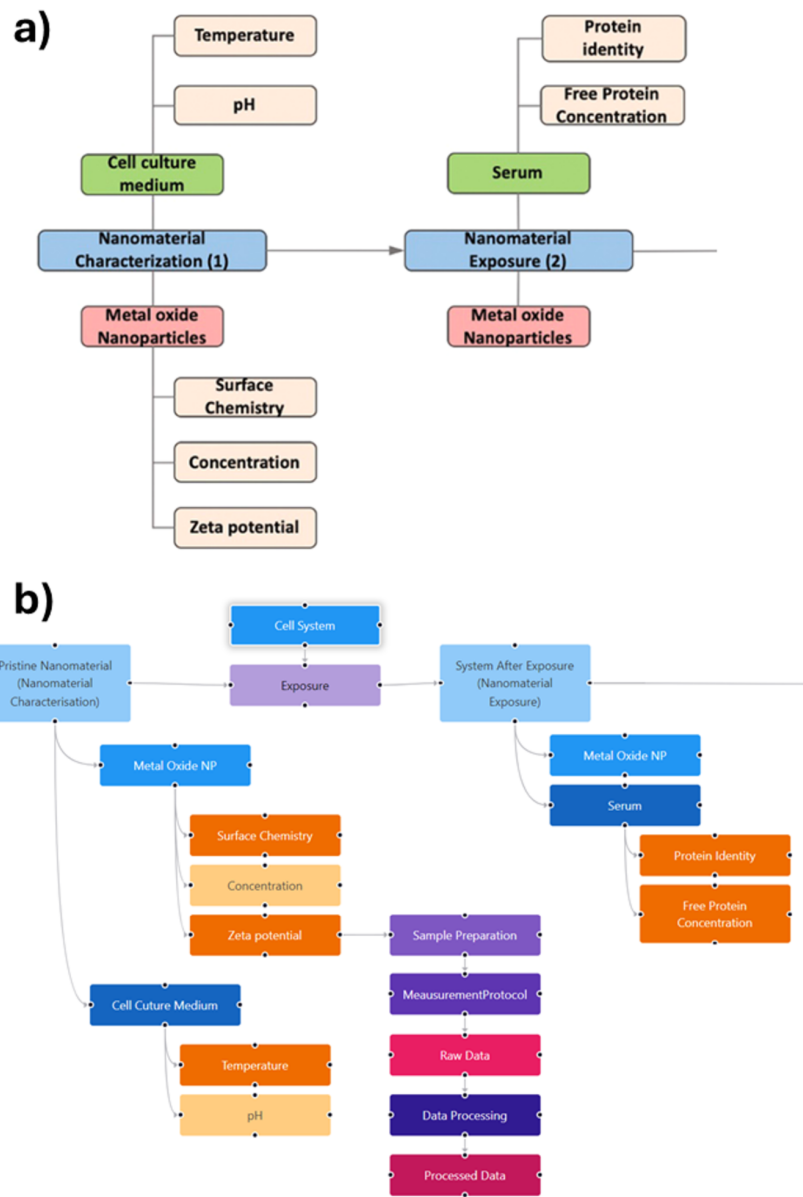 a)
Temperature
pH
Cell culture
medium
Nanomaterial
Characterization (1)
Metal oxide
Nanoparticles
Surface
Chemistry
Concentration
Zeta potential
Protein
identity
Free Protein
Concentration
Serum
Nanomaterial
Exposure (2)
Metal oxide
Nanoparticles
b)
Cell System
Pristine Nanomaterial
(Nanomaterial
Characterisation)
Exposure
System After Exposure
(Nanomaterial
Exposure)
Metal Oxide NP
Surface Chemistry
Concentration
Zeta potential
Sample Preparation
MeausurementProtocol
Raw Data
Data Processing
Processed Data
Cell Cuture Medium
Temperature
pH
Metal Oxide NP
Serum
Protein Identity
Free Protein
Concentration